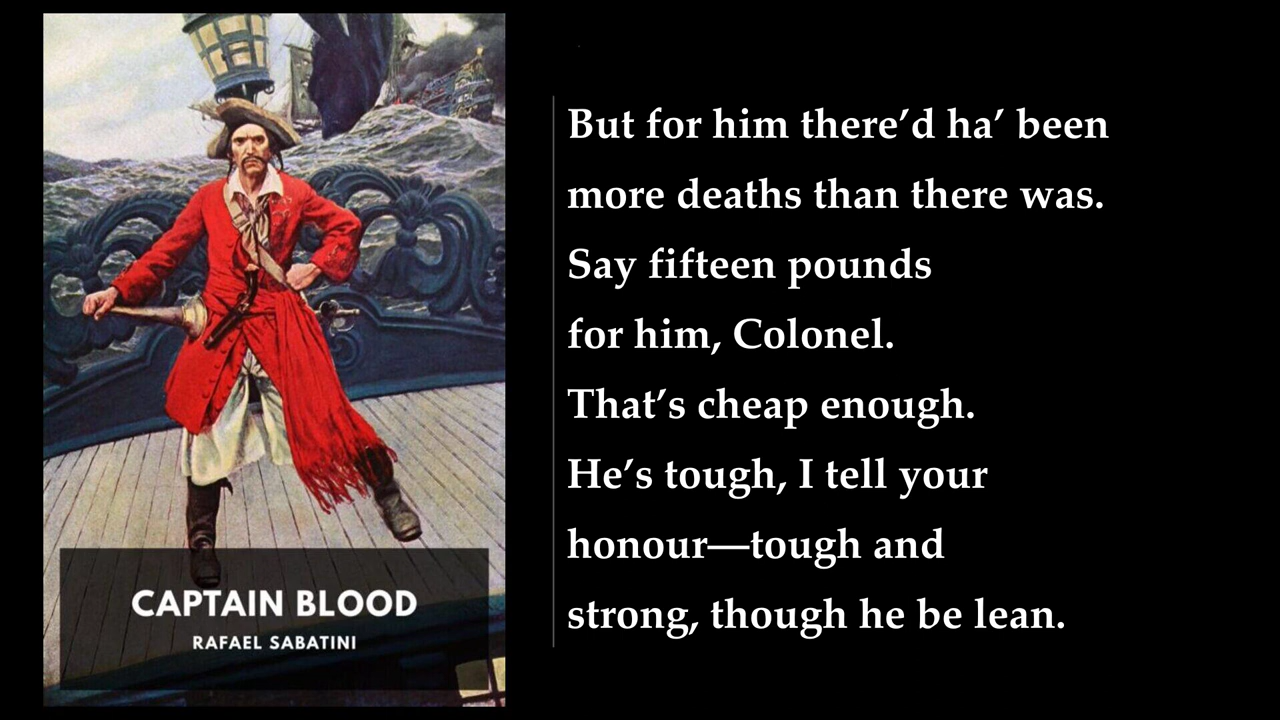 CAPTAIN BLOOD
RAFAEL SABATINI
But for him there’d ha’ been
more deaths than there was.
Say fifteen pounds
for him, Colonel.
That’s cheap enough.
He’s tough, I tell your
honour—tough and
strong, though he be lean.